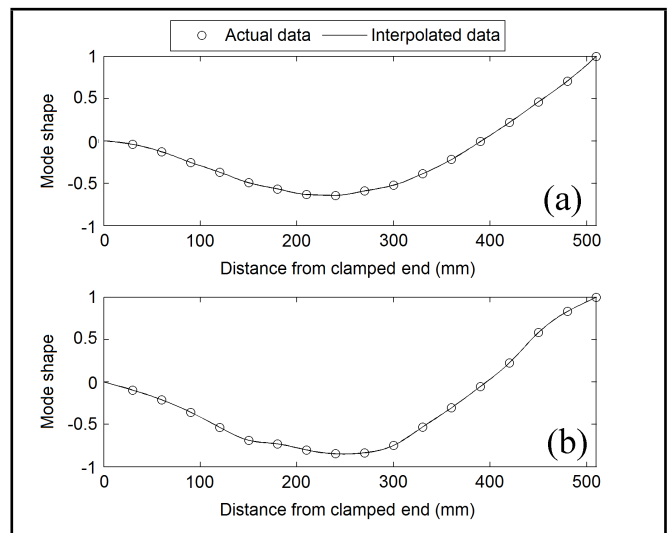 Actual data Interpolated data
1
0.5
0
-0.5
-1
Mode shape
(a)
0 100 200 300 400 500
Distance from clamped end (mm)
1
0.5
0
-0.5
-1
Mode shape
(b)
0 100 200 300 400 500
Distance from clamped end (mm)